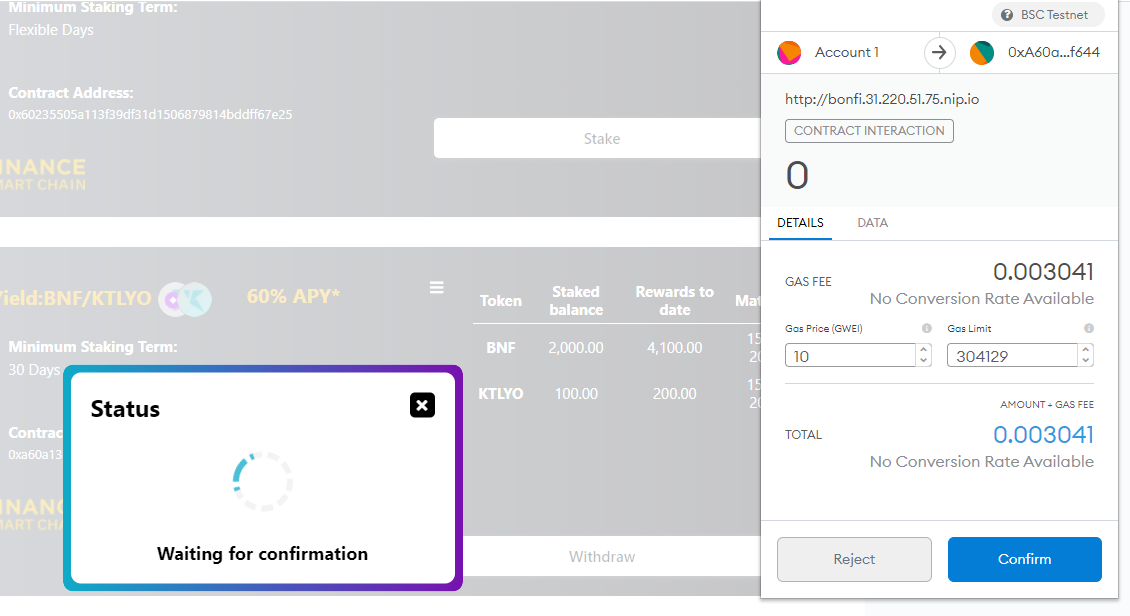 Minimum Staking Term:
Flexible Days
Contract Address:
0x60235505a113f39df31d1506879814bddff67e25
Stake
INANCE
MART CHAIN
Yield:BNF/KTLYO
60% APY*
Token
Staked balance
Rewards to date
Mat
BNF
2,000.00
4,100.00
15
20
KTLYO
100.00
200.00
15
20
Minimum Staking Term:
30 Days
Contrac
0xa60a13
INANC
MART CHA
Withdraw
Status
Waiting for confirmation
BSC Testnet
Account 1
0xA60a...f644
http://bonfi.31.220.51.75.nip.io
CONTRACT INTERACTION
0
DETAILS
DATA
GAS FEE
0.003041
No Conversion Rate Available
Gas Price (GWEI)
Gas Limit
10
304129
AMOUNT + GAS FEE
TOTAL
0.003041
No Conversion Rate Available
Reject
Confirm